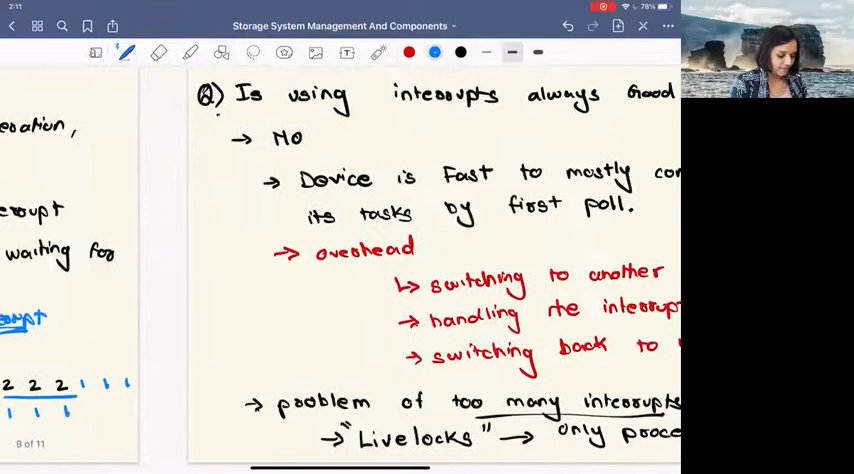 2:11
78%
Storage System Management And Components
eration,
errupt
waiting for
errupt
2 2 2 1 1 1
1 1 1
9 of 11
Q) Is using interrupts always Good
→ No
→ Device is Fast to mostly com
its tasks by first poll.
→ overhead
↳ switching to another
→ handling the interrup
→ switching back to
→ problem of too many interrupts
→ "Livelocks" → only proce